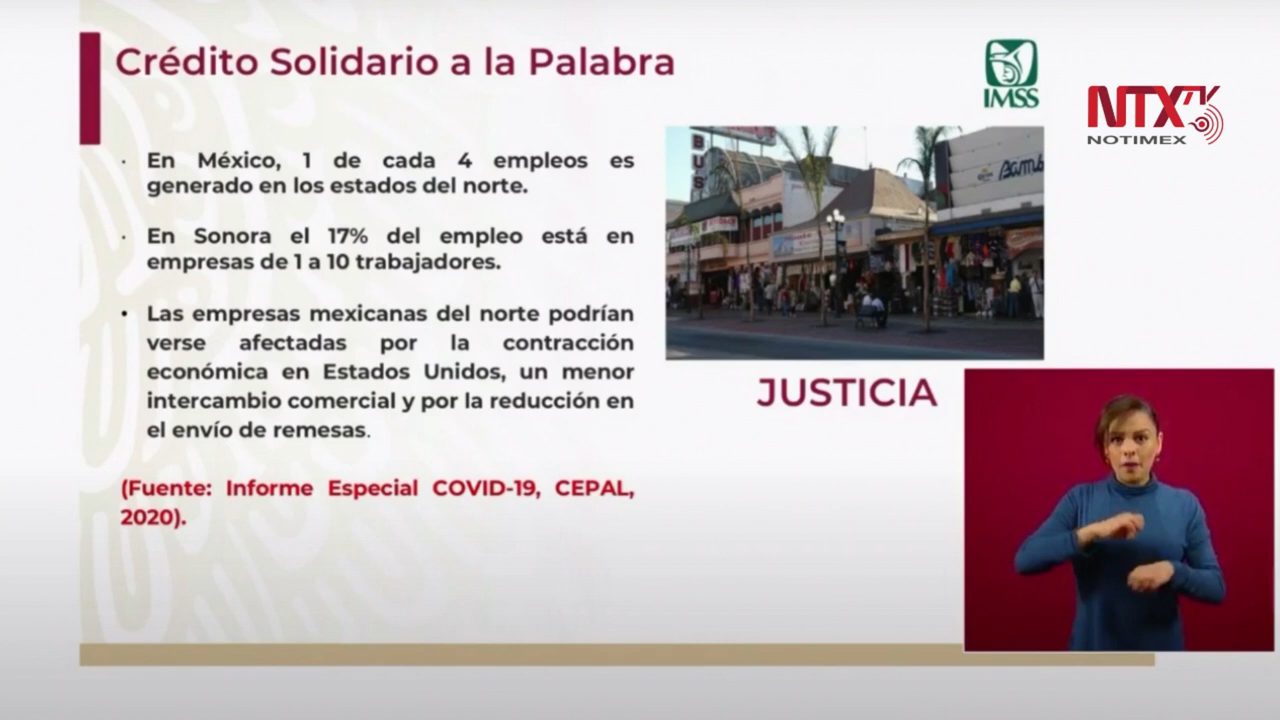 Crédito Solidario a la Palabra
IMSS
NTX TV
NOTIMEX
· En México, 1 de cada 4 empleos es
generado en los estados del norte.
· En Sonora el 17% del empleo está en
empresas de 1 a 10 trabajadores.
• Las empresas mexicanas del norte podrían
verse afectadas por la contracción
económica en Estados Unidos, un menor
intercambio comercial y por la reducción en
el envío de remesas.
(Fuente: Informe Especial COVID-19, CEPAL,
2020).
BUS
JUSTICIA